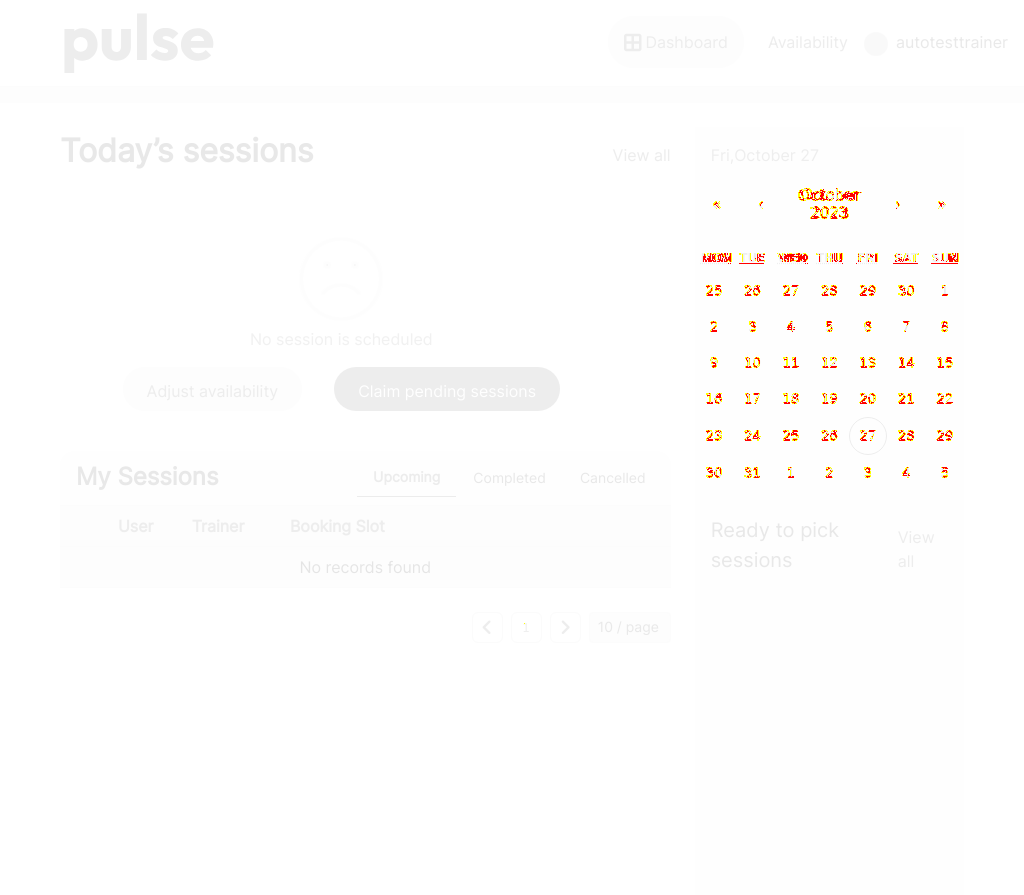 pulse
Dashboard
Availability
autotesttrainer
Today's sessions
View all
No session is scheduled
Adjust availability
Claim pending sessions
My Sessions
Upcoming
Completed
Cancelled
User Trainer Booking Slot
No records found
1
10 / page
Fri,October 27
October
2023
MON TUE WED THU FRI SAT SUN
25 26 27 28 29 30 1
2 3 4 5 6 7 8
9 10 11 12 13 14 15
16 17 18 19 20 21 22
23 24 25 26 27 28 29
30 31 1 2 3 4 5
Ready to pick
sessions
View
all